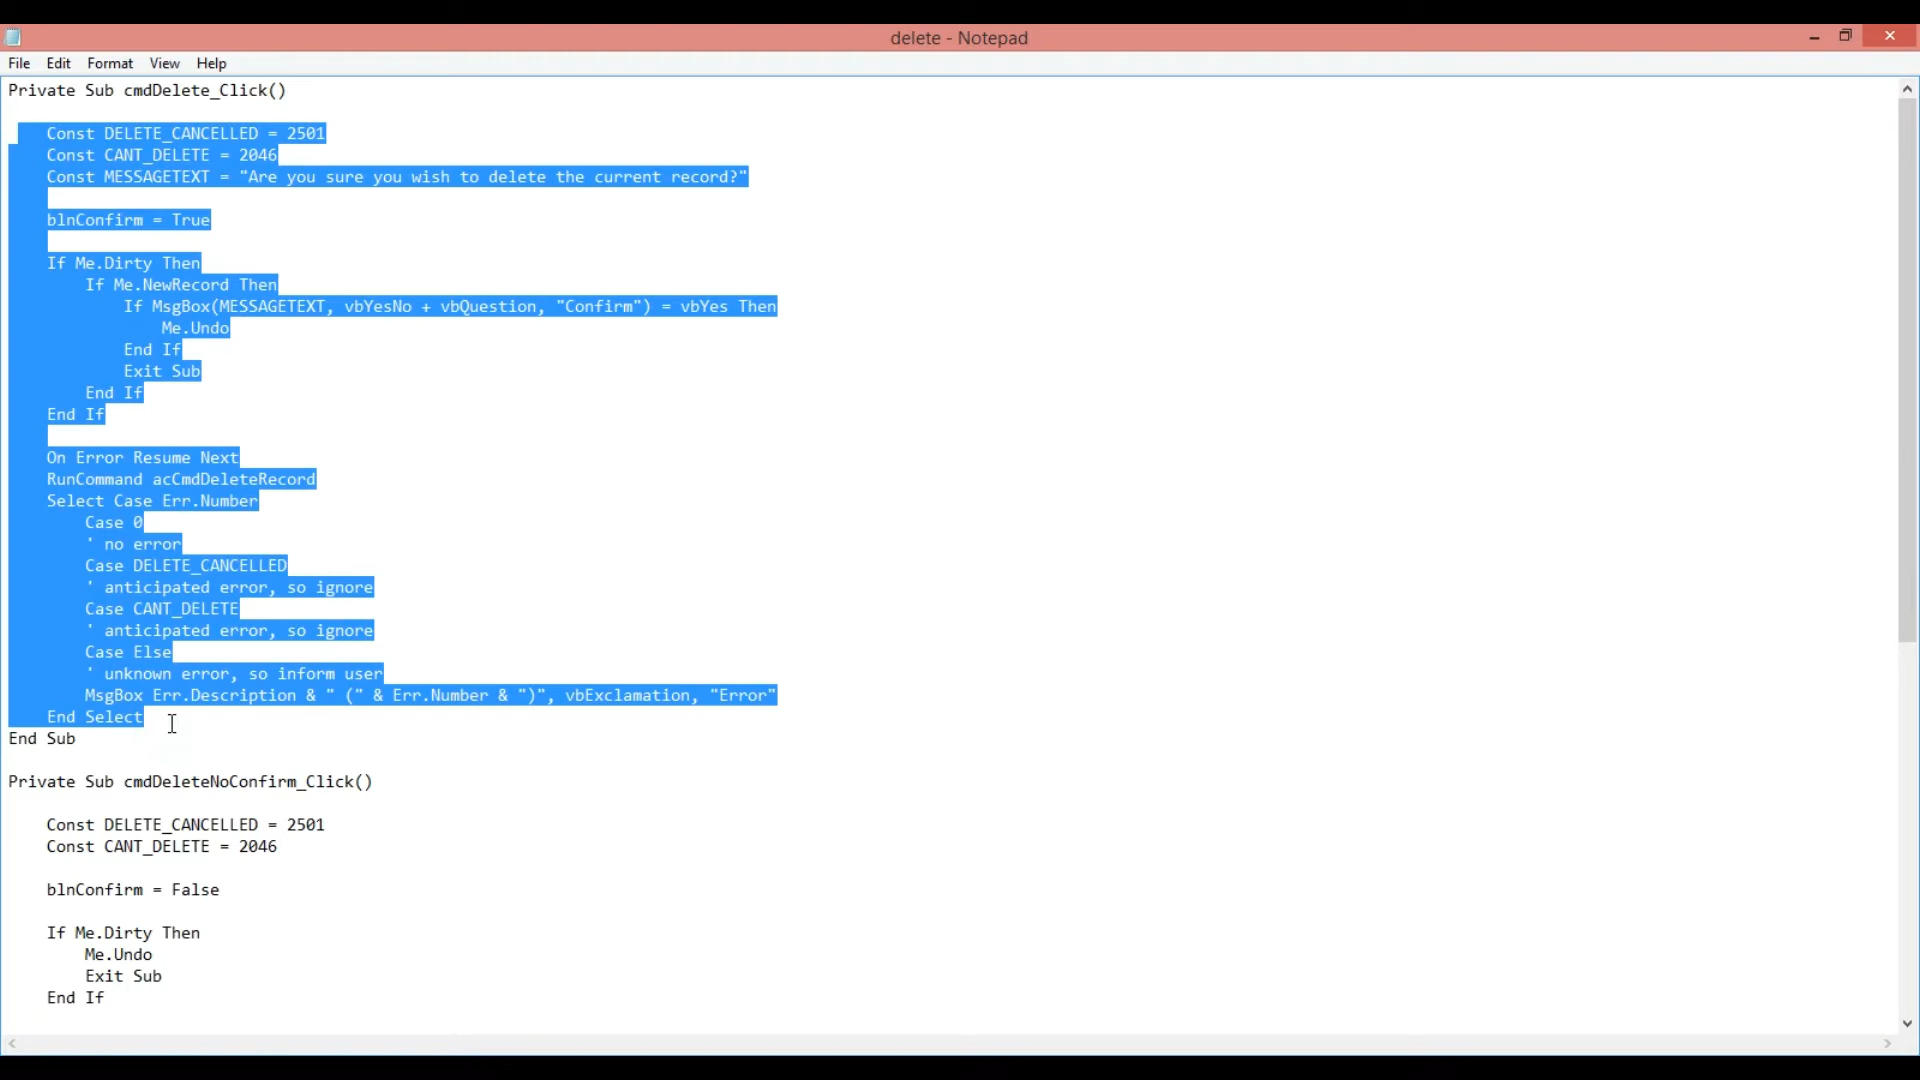 delete - Notepad
File Edit Format View Help
Private Sub cmdDelete_Click()
Const DELETE_CANCELLED = 2501
Const CANT_DELETE = 2046
Const MESSAGETEXT = "Are you sure you wish to delete the current record?"
blnConfirm = True
If Me.Dirty Then
If Me.NewRecord Then
If MsgBox(MESSAGETEXT, vbYesNo + vbQuestion, "Confirm") = vbYes Then
Me.Undo
End If
Exit Sub
End If
End If
On Error Resume Next
RunCommand acCmdDeleteRecord
Select Case Err.Number
Case 0
' no error
Case DELETE_CANCELLED
' anticipated error, so ignore
Case CANT_DELETE
' anticipated error, so ignore
Case Else
' unknown error, so inform user
MsgBox Err.Description & " (" & Err.Number & ")", vbExclamation, "Error"
End Select
End Sub
Private Sub cmdDeleteNoConfirm_Click()
Const DELETE_CANCELLED = 2501
Const CANT_DELETE = 2046
blnConfirm = False
If Me.Dirty Then
Me.Undo
Exit Sub
End If